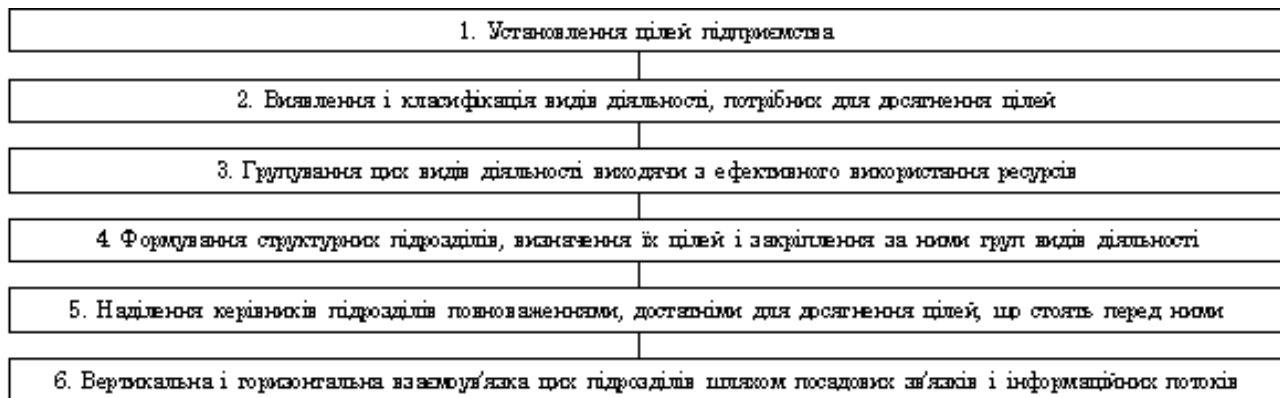 1. Установлення цілей підприємства
2. Виявлення і класифікація видів діяльності, потрібних для досягнення цілей
3. Групування цих видів діяльності виходячи з ефективного використання ресурсів
4. Формування структурних підрозділів, визначення їх цілей і закріплення за ними груп видів діяльності
5. Наділення керівників підрозділів повноваженнями, достатніми для досягнення цілей, що стоять перед ними
6. Вертикальна і горизонтальна взаємоув'язка цих підрозділів шляхом посадових зв'язків і інформаційних потоків